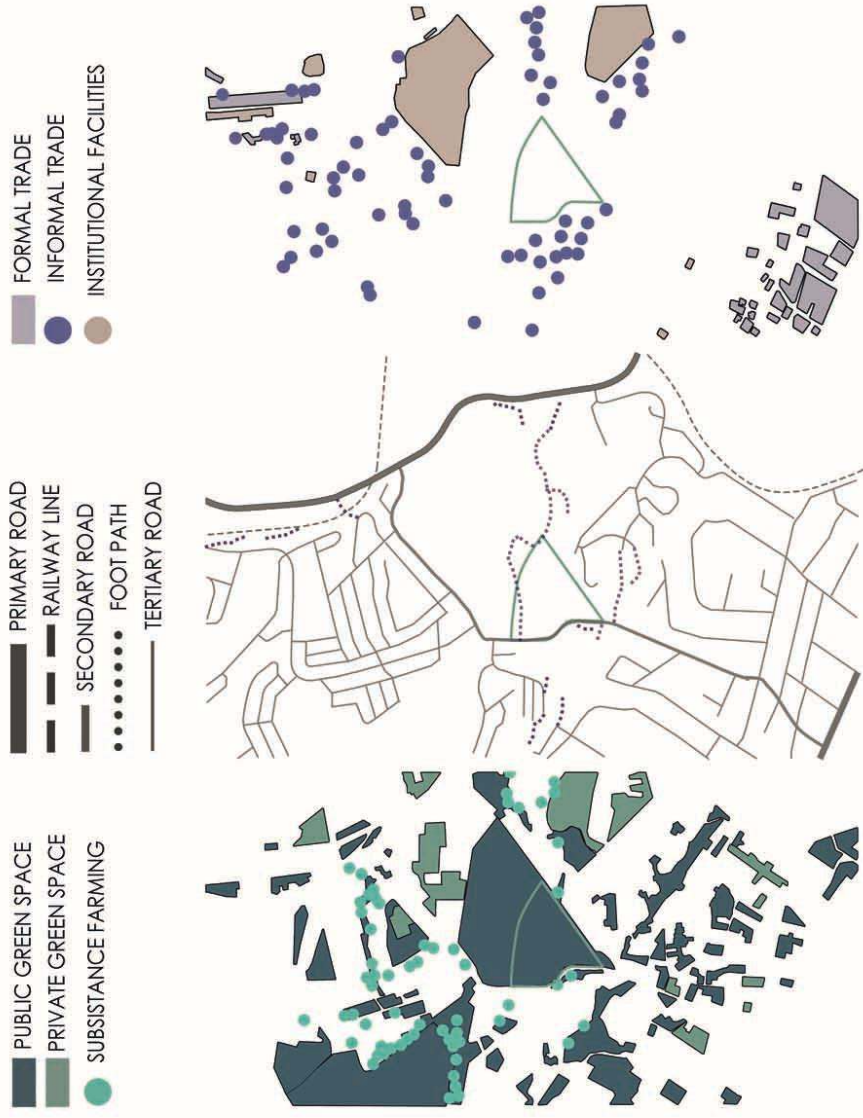 PUBLIC GREEN SPACE
PRIVATE GREEN SPACE
SUBSISTANCE FARMING
PRIMARY ROAD
RAILWAY LINE
SECONDARY ROAD
FOOT PATH
TERTIARY ROAD
FORMAL TRADE
INFORMAL TRADE
INSTITUTIONAL FACILITIES